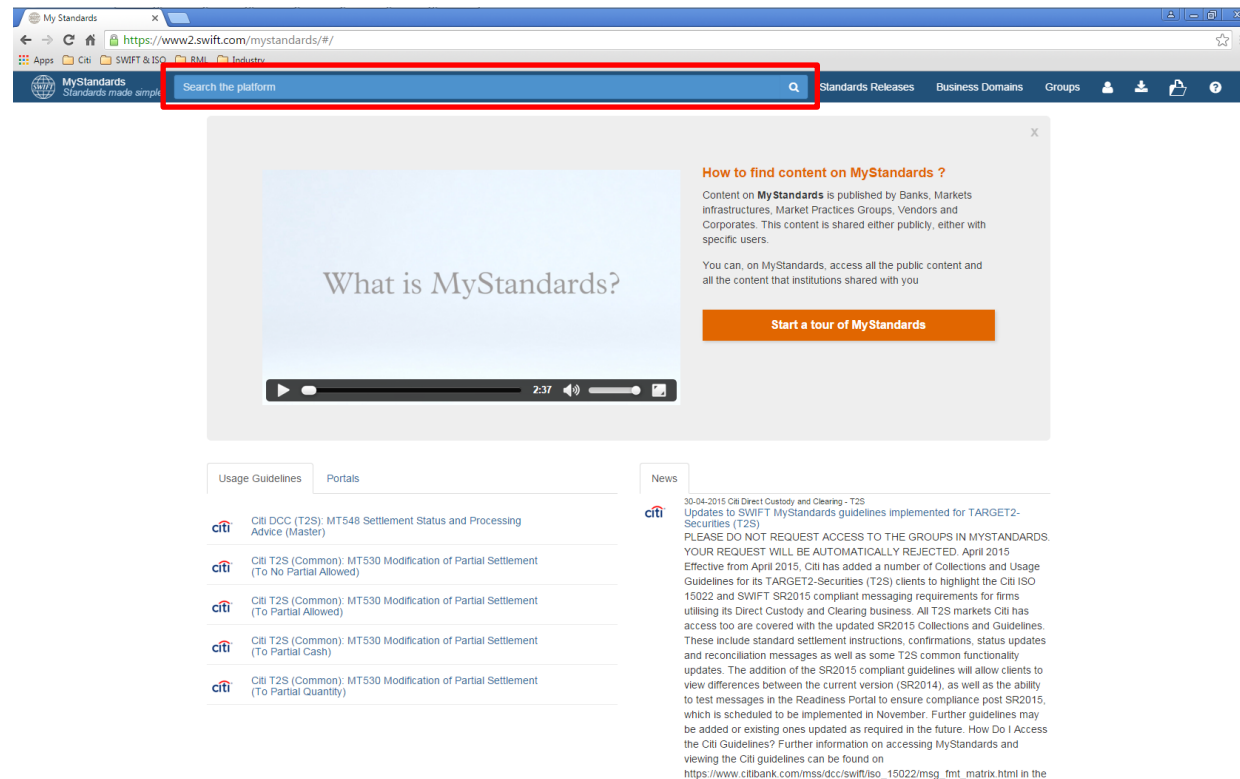 My Standards
https://www2.swift.com/mystandards/#/
Apps Citi SWIFT & ISO RML Industry
SWIFT
MyStandards
Standards made simple
Search the platform
Standards Releases Business Domains Groups
X
How to find content on MyStandards ?
Content on MyStandards is published by Banks, Markets
infrastructures, Market Practices Groups, Vendors and
Corporates. This content is shared either publicly, either with
specific users.
You can, on MyStandards, access all the public content and
all the content that institutions shared with you
Start a tour of MyStandards
What is MyStandards?
2:37
Usage Guidelines Portals
citi
Citi DCC (T2S): MT548 Settlement Status and Processing
Advice (Master)
citi
Citi T2S (Common): MT530 Modification of Partial Settlement
(To No Partial Allowed)
citi
Citi T2S (Common): MT530 Modification of Partial Settlement
(To Partial Allowed)
citi
Citi T2S (Common): MT530 Modification of Partial Settlement
(To Partial Cash)
citi
Citi T2S (Common): MT530 Modification of Partial Settlement
(To Partial Quantity)
News
citi
30-04-2015 Citi Direct Custody and Clearing - T2S
Updates to SWIFT MyStandards guidelines implemented for TARGET2-
Securities (T2S)
PLEASE DO NOT REQUEST ACCESS TO THE GROUPS IN MYSTANDARDS.
YOUR REQUEST WILL BE AUTOMATICALLY REJECTED. April 2015
Effective from April 2015, Citi has added a number of Collections and Usage
Guidelines for its TARGET2-Securities (T2S) clients to highlight the Citi ISO
15022 and SWIFT SR2015 compliant messaging requirements for firms
utilising its Direct Custody and Clearing business. All T2S markets Citi has
access too are covered with the updated SR2015 Collections and Guidelines.
These include standard settlement instructions, confirmations, status updates
and reconciliation messages as well as some T2S common functionality
updates. The addition of the SR2015 compliant guidelines will allow clients to
view differences between the current version (SR2014), as well as the ability
to test messages in the Readiness Portal to ensure compliance post SR2015,
which is scheduled to be implemented in November. Further guidelines may
be added or existing ones updated as required in the future. How Do I Access
the Citi Guidelines? Further information on accessing MyStandards and
viewing the Citi guidelines can be found on
https://www.citibank.com/mss/dcc/swift/iso_15022/msg_fmt_matrix.html in the